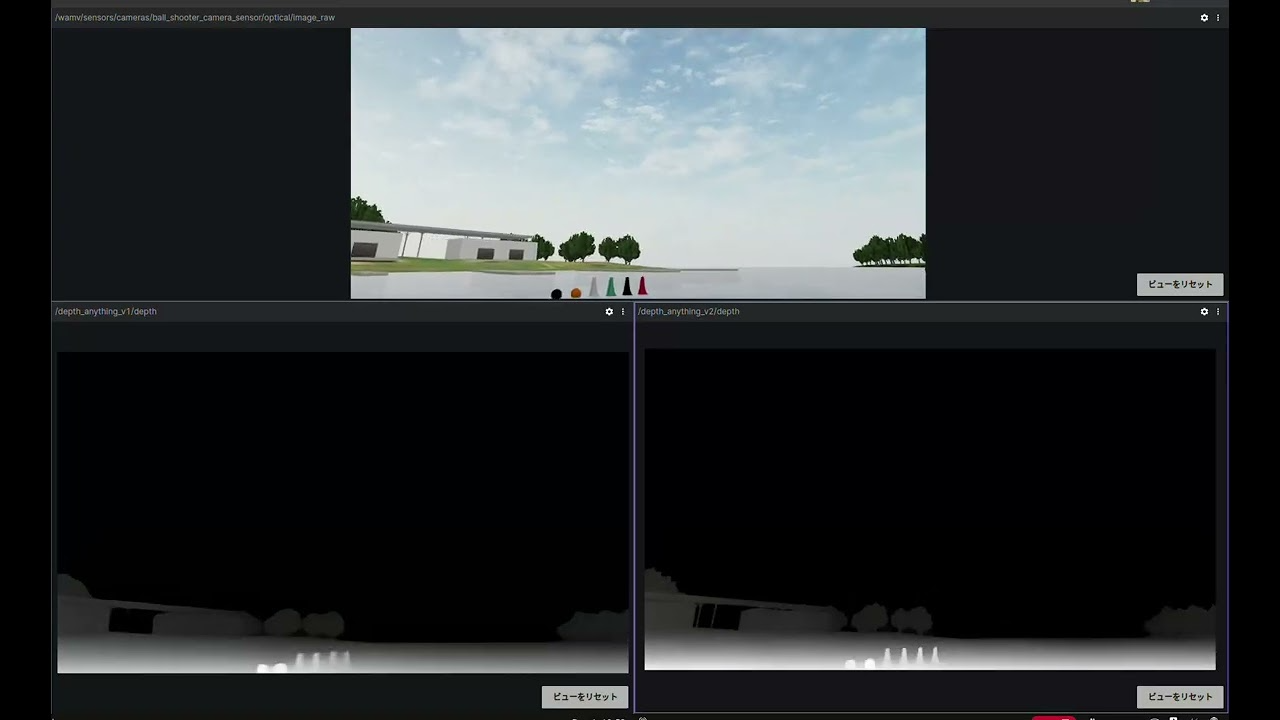 /wamv/sensors/cameras/ball_shooter_camera_sensor/optical/image_raw
ビューをリセット
/depth_anything_v1/depth
/depth_anything_v2/depth
ビューをリセット
ビューをリセット